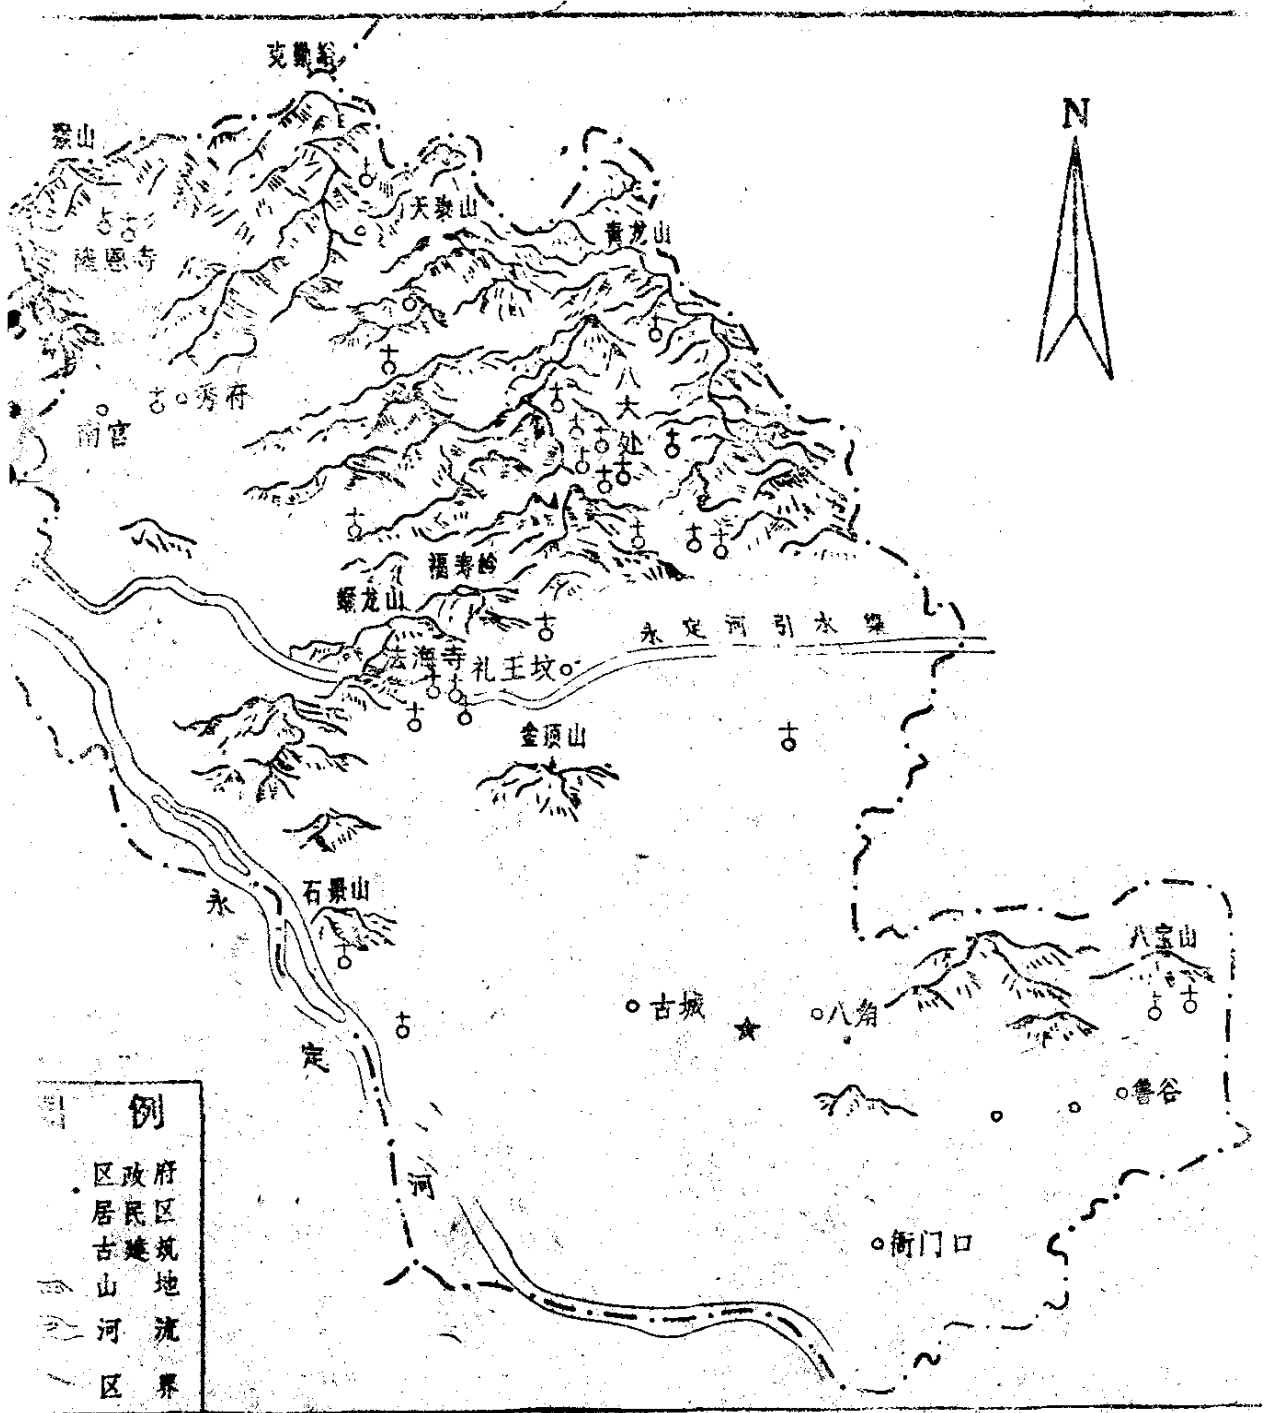 克勤峪
N
翠山
天泰山
青龙山
隆恩寺
八大处
秀府
南宫
福寿岭
蟠龙山
永定河引水渠
法海寺
礼王坟
金顶山
石景山
永定河
八宝山
古城
八角
鲁谷
衙门口
例
区政府
居民区
古建筑
山地
河流
区界